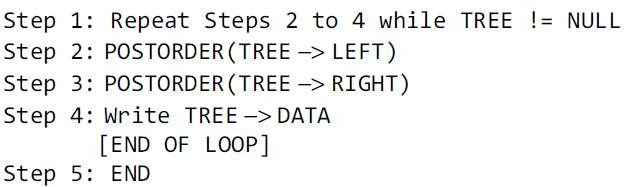 Step 1: Repeat Steps 2 to 4 while TREE != NULL
Step 2: POSTORDER(TREE –> LEFT)
Step 3: POSTORDER(TREE –> RIGHT)
Step 4: Write TREE –> DATA
[END OF LOOP]
Step 5: END